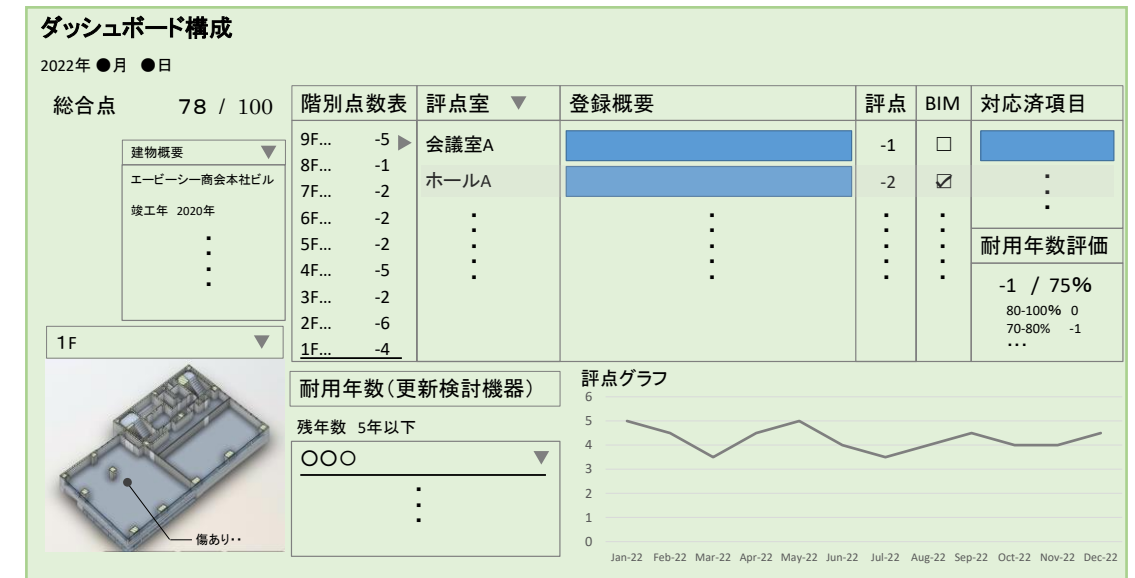 ダッシュボード構成
2022年 ●月 ●日
総合点 78 / 100
建物概要 ▼
エービーシー商会本社ビル
竣工年 2020年
：
：
1F ▼
傷あり･･
階別点数表 評点室 ▼ 登録概要 評点 BIM 対応済項目
9F… -5 ▶ 会議室A -1 ☐
8F… -1
ホールA -2 ☑
7F… -2
6F… -2
5F… -2
4F… -5
3F… -2
2F… -6
1F… -4
耐用年数評価
-1 / 75%
80-100% 0
70-80% -1
…
耐用年数(更新検討機器)
残年数 5年以下
〇〇〇 ▼
：
評点グラフ
6
5
4
3
2
1
0
Jan-22 Feb-22 Mar-22 Apr-22 May-22 Jun-22 Jul-22 Aug-22 Sep-22 Oct-22 Nov-22 Dec-22